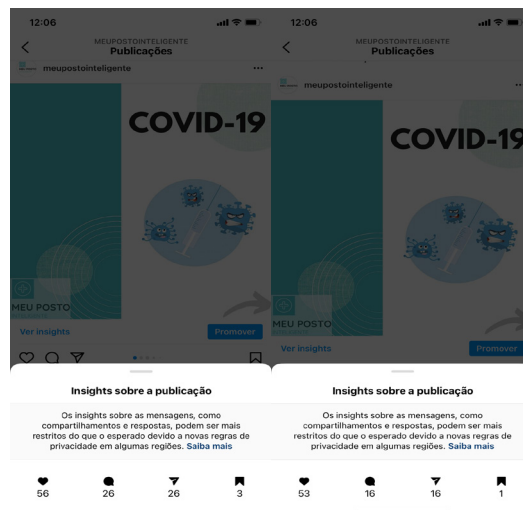 12:06
MEUPOSTOINTELIGENTE
Publicações
meupostointeligente
COVID-19
MEU POSTO
Ver insights
Promover
Insights sobre a publicação
Os insights sobre as mensagens, como
compartilhamentos e respostas, podem ser mais
restritos do que o esperado devido a novas regras de
privacidade em algumas regiões. Saiba mais
56 26 26 3
12:06
MEUPOSTOINTELIGENTE
Publicações
meupostointeligente
COVID-19
MEU POSTO
Ver insights
Promover
Insights sobre a publicação
Os insights sobre as mensagens, como
compartilhamentos e respostas, podem ser mais
restritos do que o esperado devido a novas regras de
privacidade em algumas regiões. Saiba mais
53 16 16 1